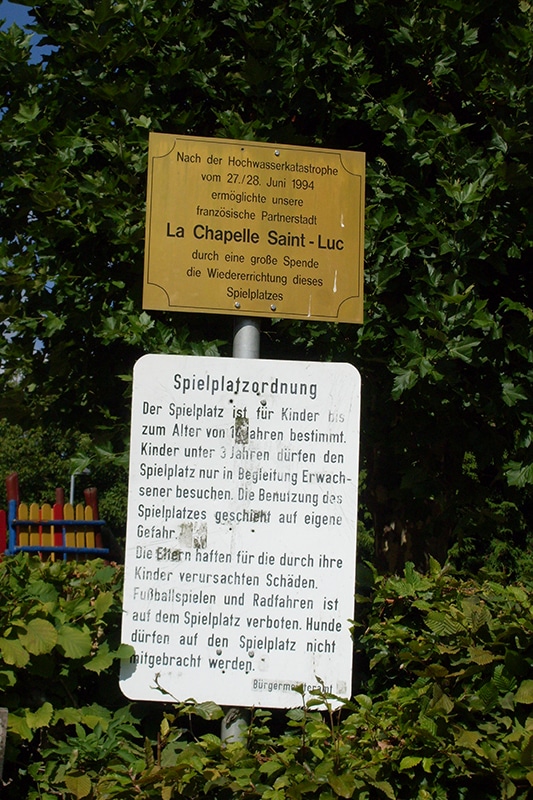 Nach der Hochwasserkatastrophe
vom 27./28. Juni 1994
ermöglichte unsere
französische Partnerstadt
La Chapelle Saint-Luc
durch eine große Spende
die Wiedererrichtung dieses
Spielplatzes
Spielplatzordnung
Der Spielplatz ist für Kinder bis
zum Alter von Jahren bestimmt.
Kinder unter 3 Jahren dürfen den
Spielplatz nur in Begleitung Erwach-
sener besuchen. Die Benutzung des
Spielplatzes geschieht auf eigene
Gefahr.
Die Eltern haften für die durch ihre
Kinder verursachten Schäden.
Fußballspielen und Radfahren ist
auf dem Spielplatz verboten. Hunde
dürfen auf den Spielplatz nicht
mitgebracht werden.
Bürgermeisteramt